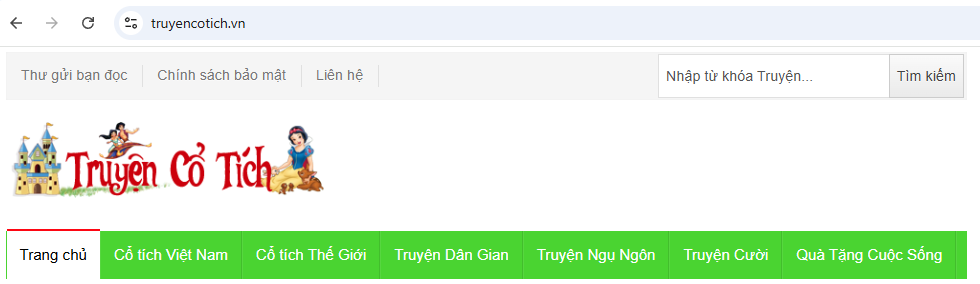 truyencotich.vn
Thư gửi bạn đọc Chính sách bảo mật Liên hệ Nhập từ khóa Truyện... Tìm kiếm
Truyện Cổ Tích
Trang chủ Cổ tích Việt Nam Cổ tích Thế Giới Truyện Dân Gian Truyện Ngụ Ngôn Truyện Cười Quà Tặng Cuộc Sống